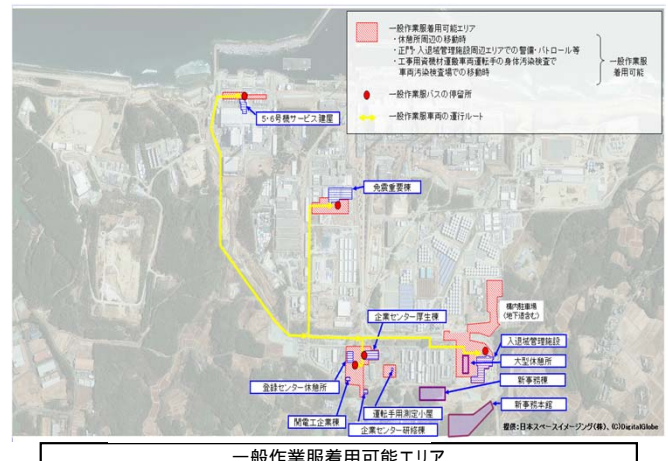 一般作業服着用可能エリア
・休憩所周辺の移動時
・正門・入退域管理施設周辺エリアでの警備・パトロール等
・工事用資機材運搬車両運転手の身体汚染検査で
車両汚染検査場での移動時
一般作業服
着用可能
一般作業服バスの停留所
一般作業服車両の運行ルート
5・6号機サービス建屋
免震重要棟
構内駐車場
(地下道含む)
企業センター厚生棟
入退域管理施設
大型休憩所
登録センター休憩所
新事務棟
関電工企業棟
運転手用測定小屋
新事務本館
企業センター研修棟
提供:日本スペースイメージング(株)、(C)DigitalGlobe
一般作業服着用可能エリア